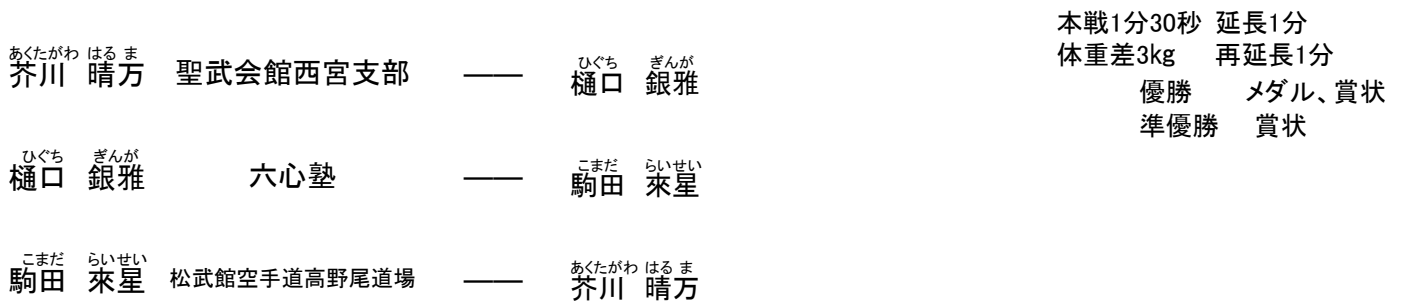 本戦1分30秒 延長1分
体重差3kg 再延長1分
優勝 メダル、賞状
準優勝 賞状
あくたがわ はる ま ひぐち ぎんが
芥川 晴万 聖武会館西宮支部 —— 樋口 銀雅
ひぐち ぎんが こまだ らいせい
樋口 銀雅 六心塾 —— 駒田 來星
こまだ らいせい あくたがわ はる ま
駒田 來星 松武館空手道高野尾道場 —— 芥川 晴万